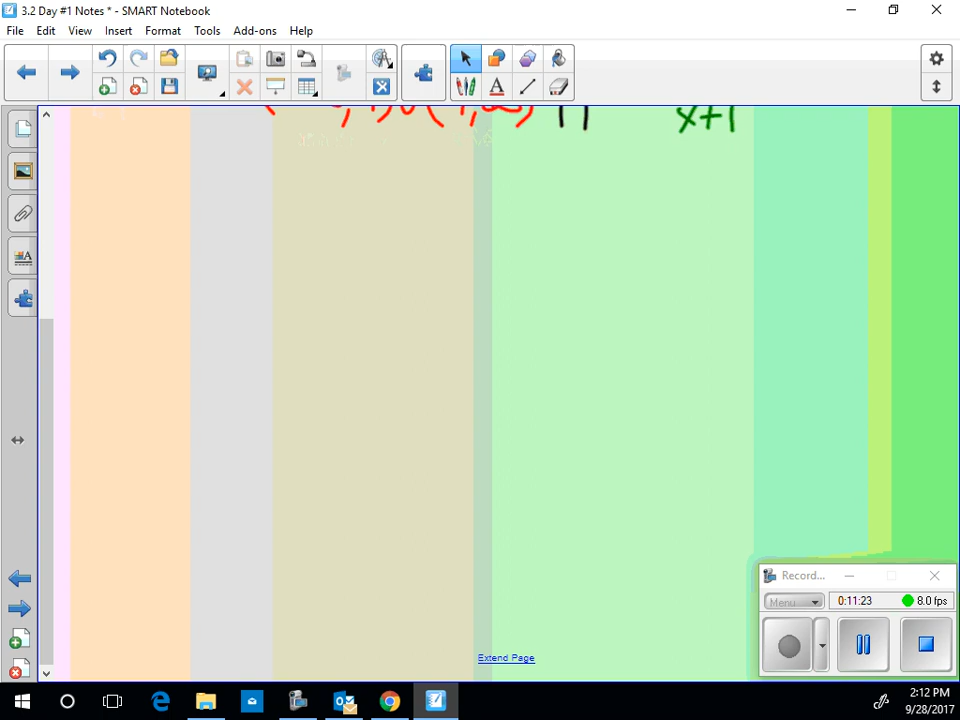 3.2 Day #1 Notes * - SMART Notebook
File Edit View Insert Format Tools Add-ons Help
x+1
Record...
Menu 0:11:23 8.0 fps
Extend Page
2:12 PM
9/28/2017